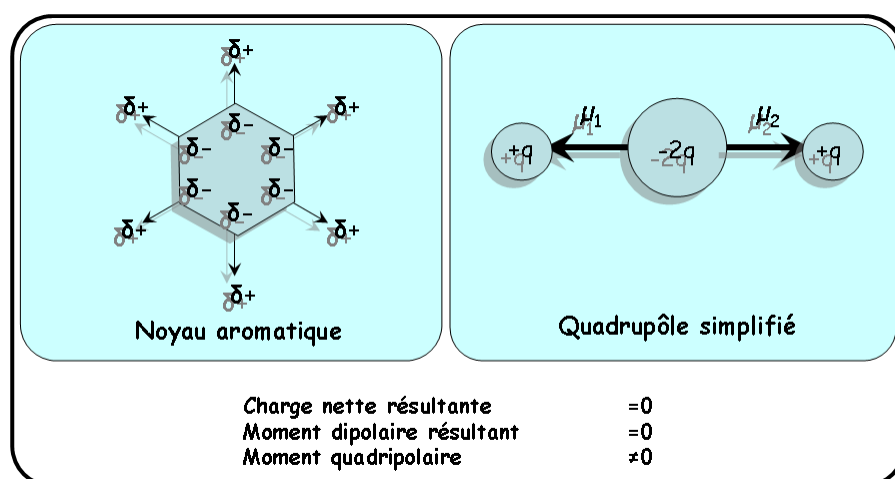 δ+
δ+ δ+
δ-
δ- δ-
δ- δ-
δ-
δ+ δ+
δ+
Noyau aromatique
μ1 μ2
+q -2q +q
Quadrupôle simplifié
Charge nette résultante =0
Moment dipolaire résultant =0
Moment quadripolaire ≠0